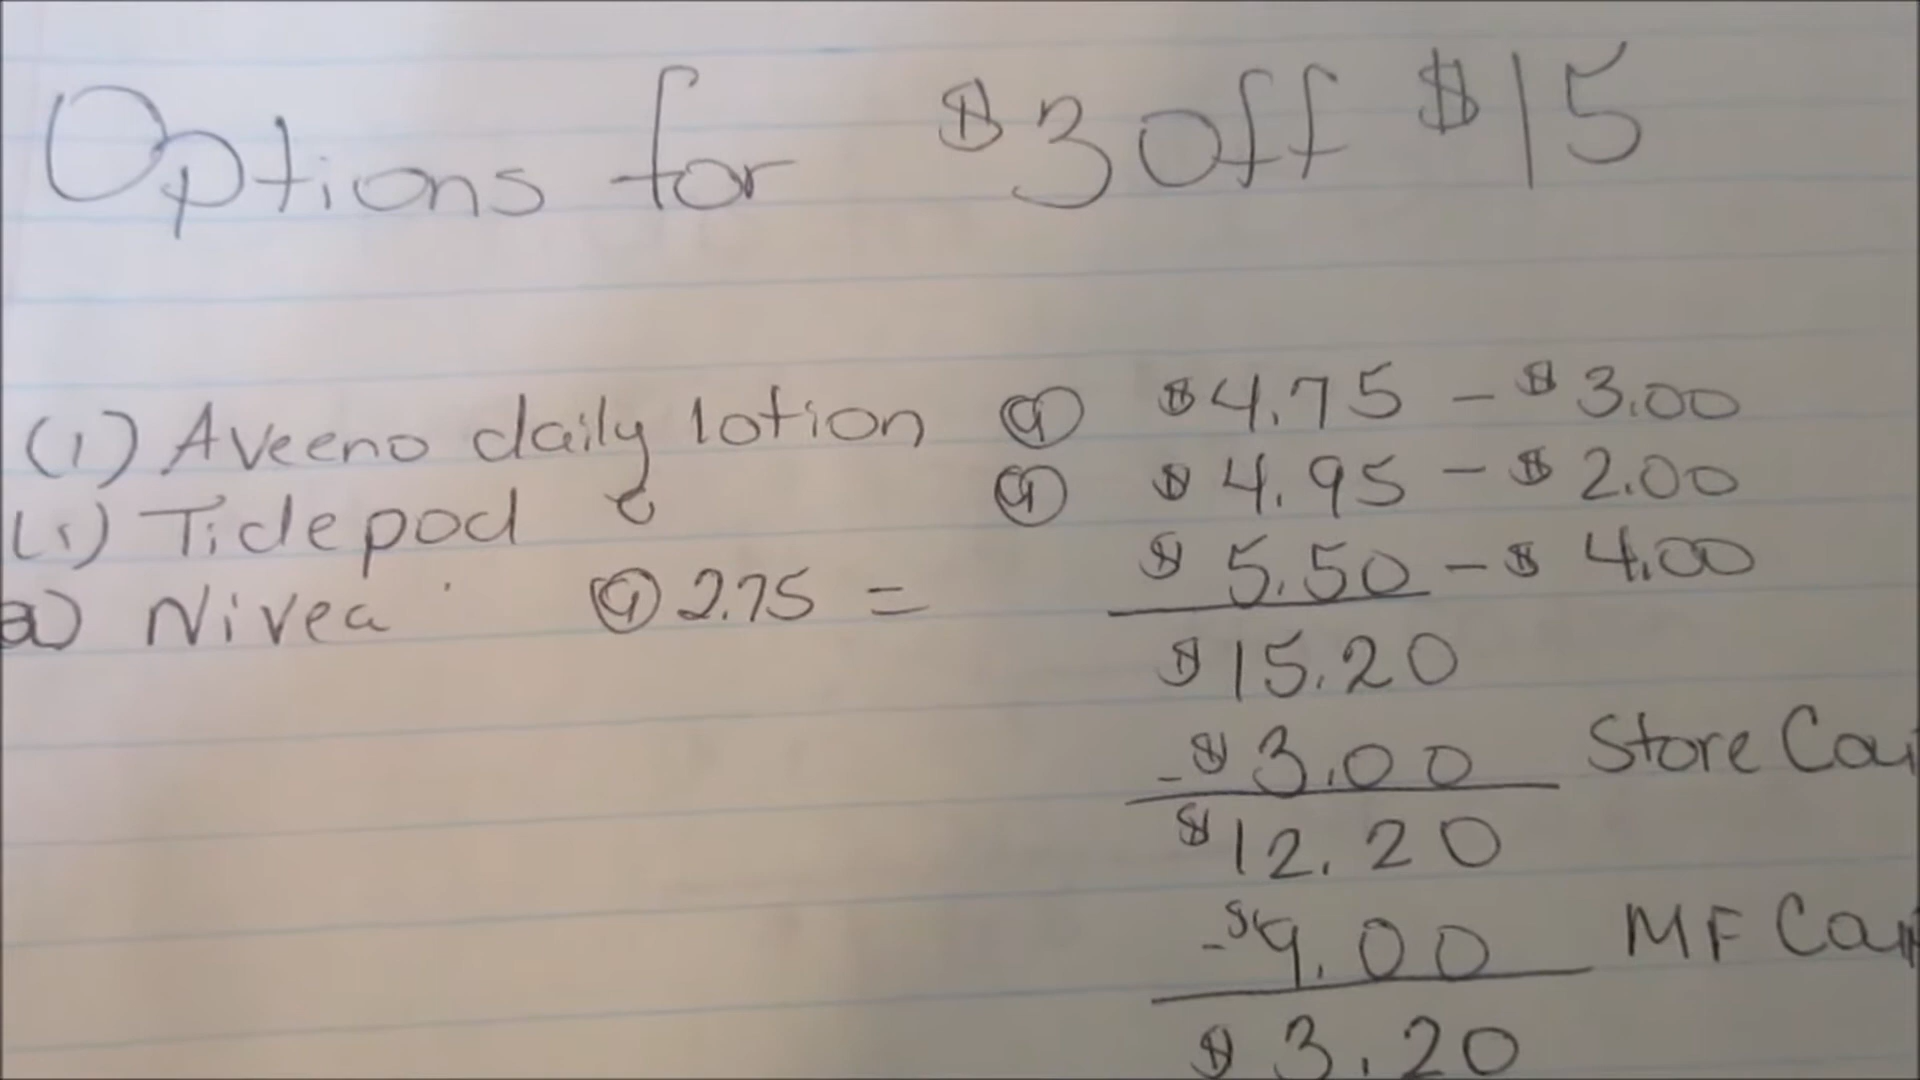 Options for $3 off $15
(1) Aveeno daily lotion @ $4.75 - $3.00
(1) Tide pod @ $4.95 - $2.00
2) Nivea @ 2.75 = $5.50 - $4.00
$15.20
-$3.00 Store
$12.20
-$9.00 MF
$3.20